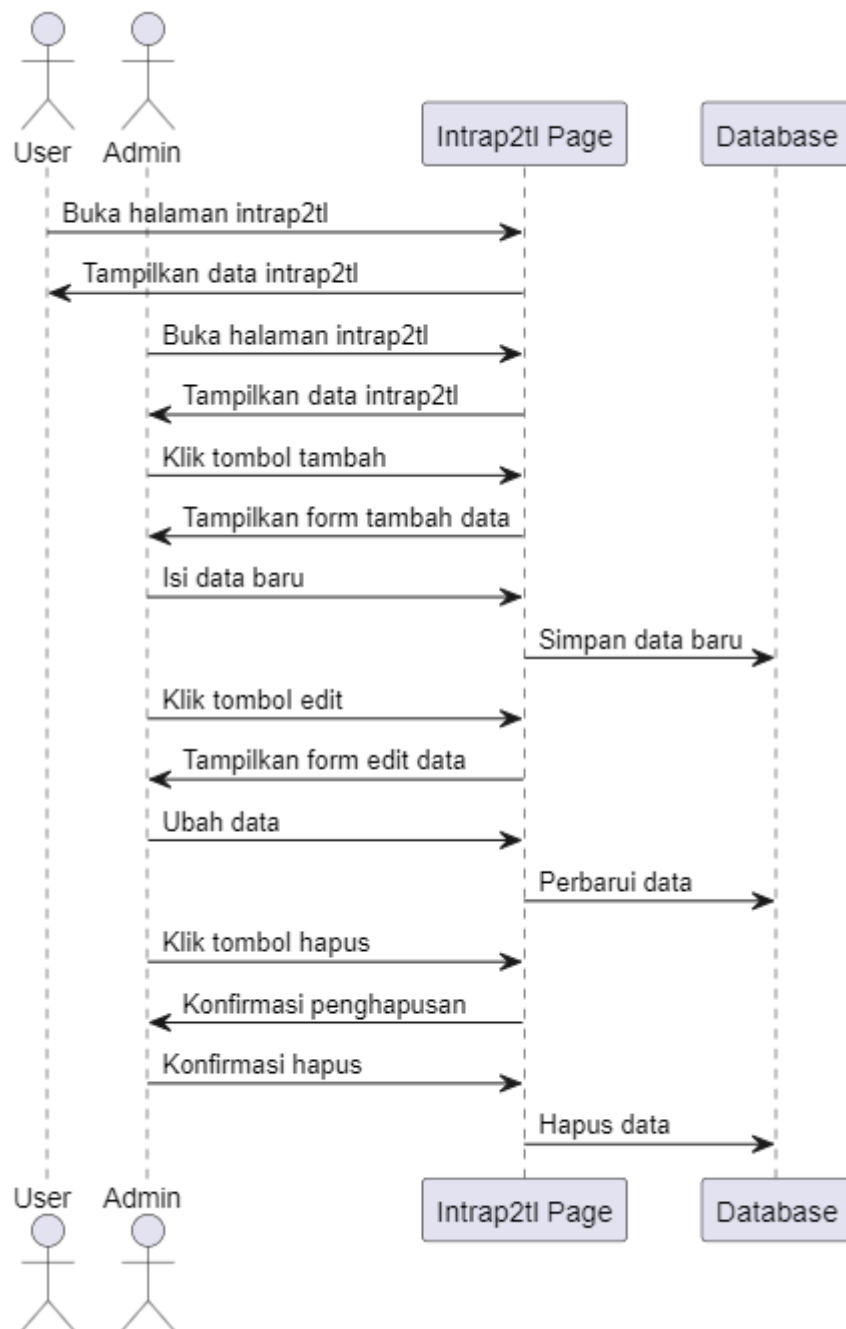 User
Admin
Intrap2tl Page
Database
Buka halaman intrap2tl
Tampilkan data intrap2tl
Buka halaman intrap2tl
Tampilkan data intrap2tl
Klik tombol tambah
Tampilkan form tambah data
Isi data baru
Simpan data baru
Klik tombol edit
Tampilkan form edit data
Ubah data
Perbarui data
Klik tombol hapus
Konfirmasi penghapusan
Konfirmasi hapus
Hapus data
User
Admin
Intrap2tl Page
Database